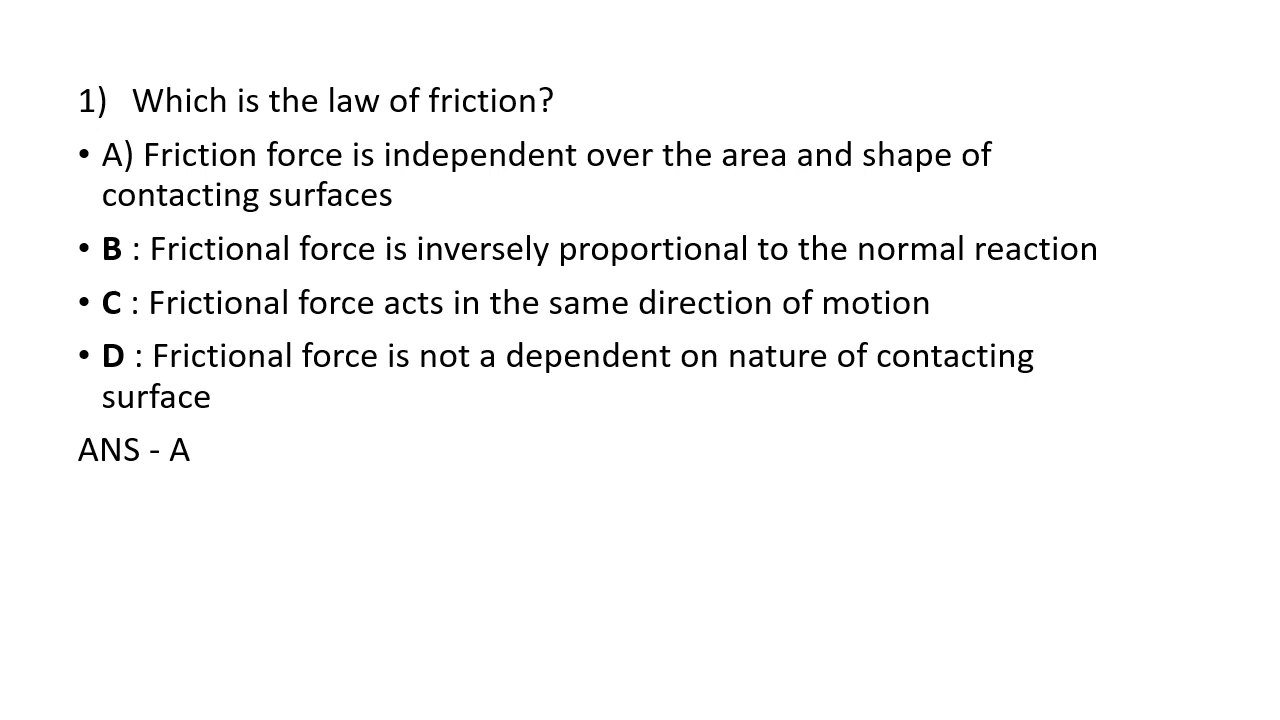 1) Which is the law of friction?
• A) Friction force is independent over the area and shape of
contacting surfaces
• B : Frictional force is inversely proportional to the normal reaction
• C : Frictional force acts in the same direction of motion
• D : Frictional force is not a dependent on nature of contacting
surface
ANS - A